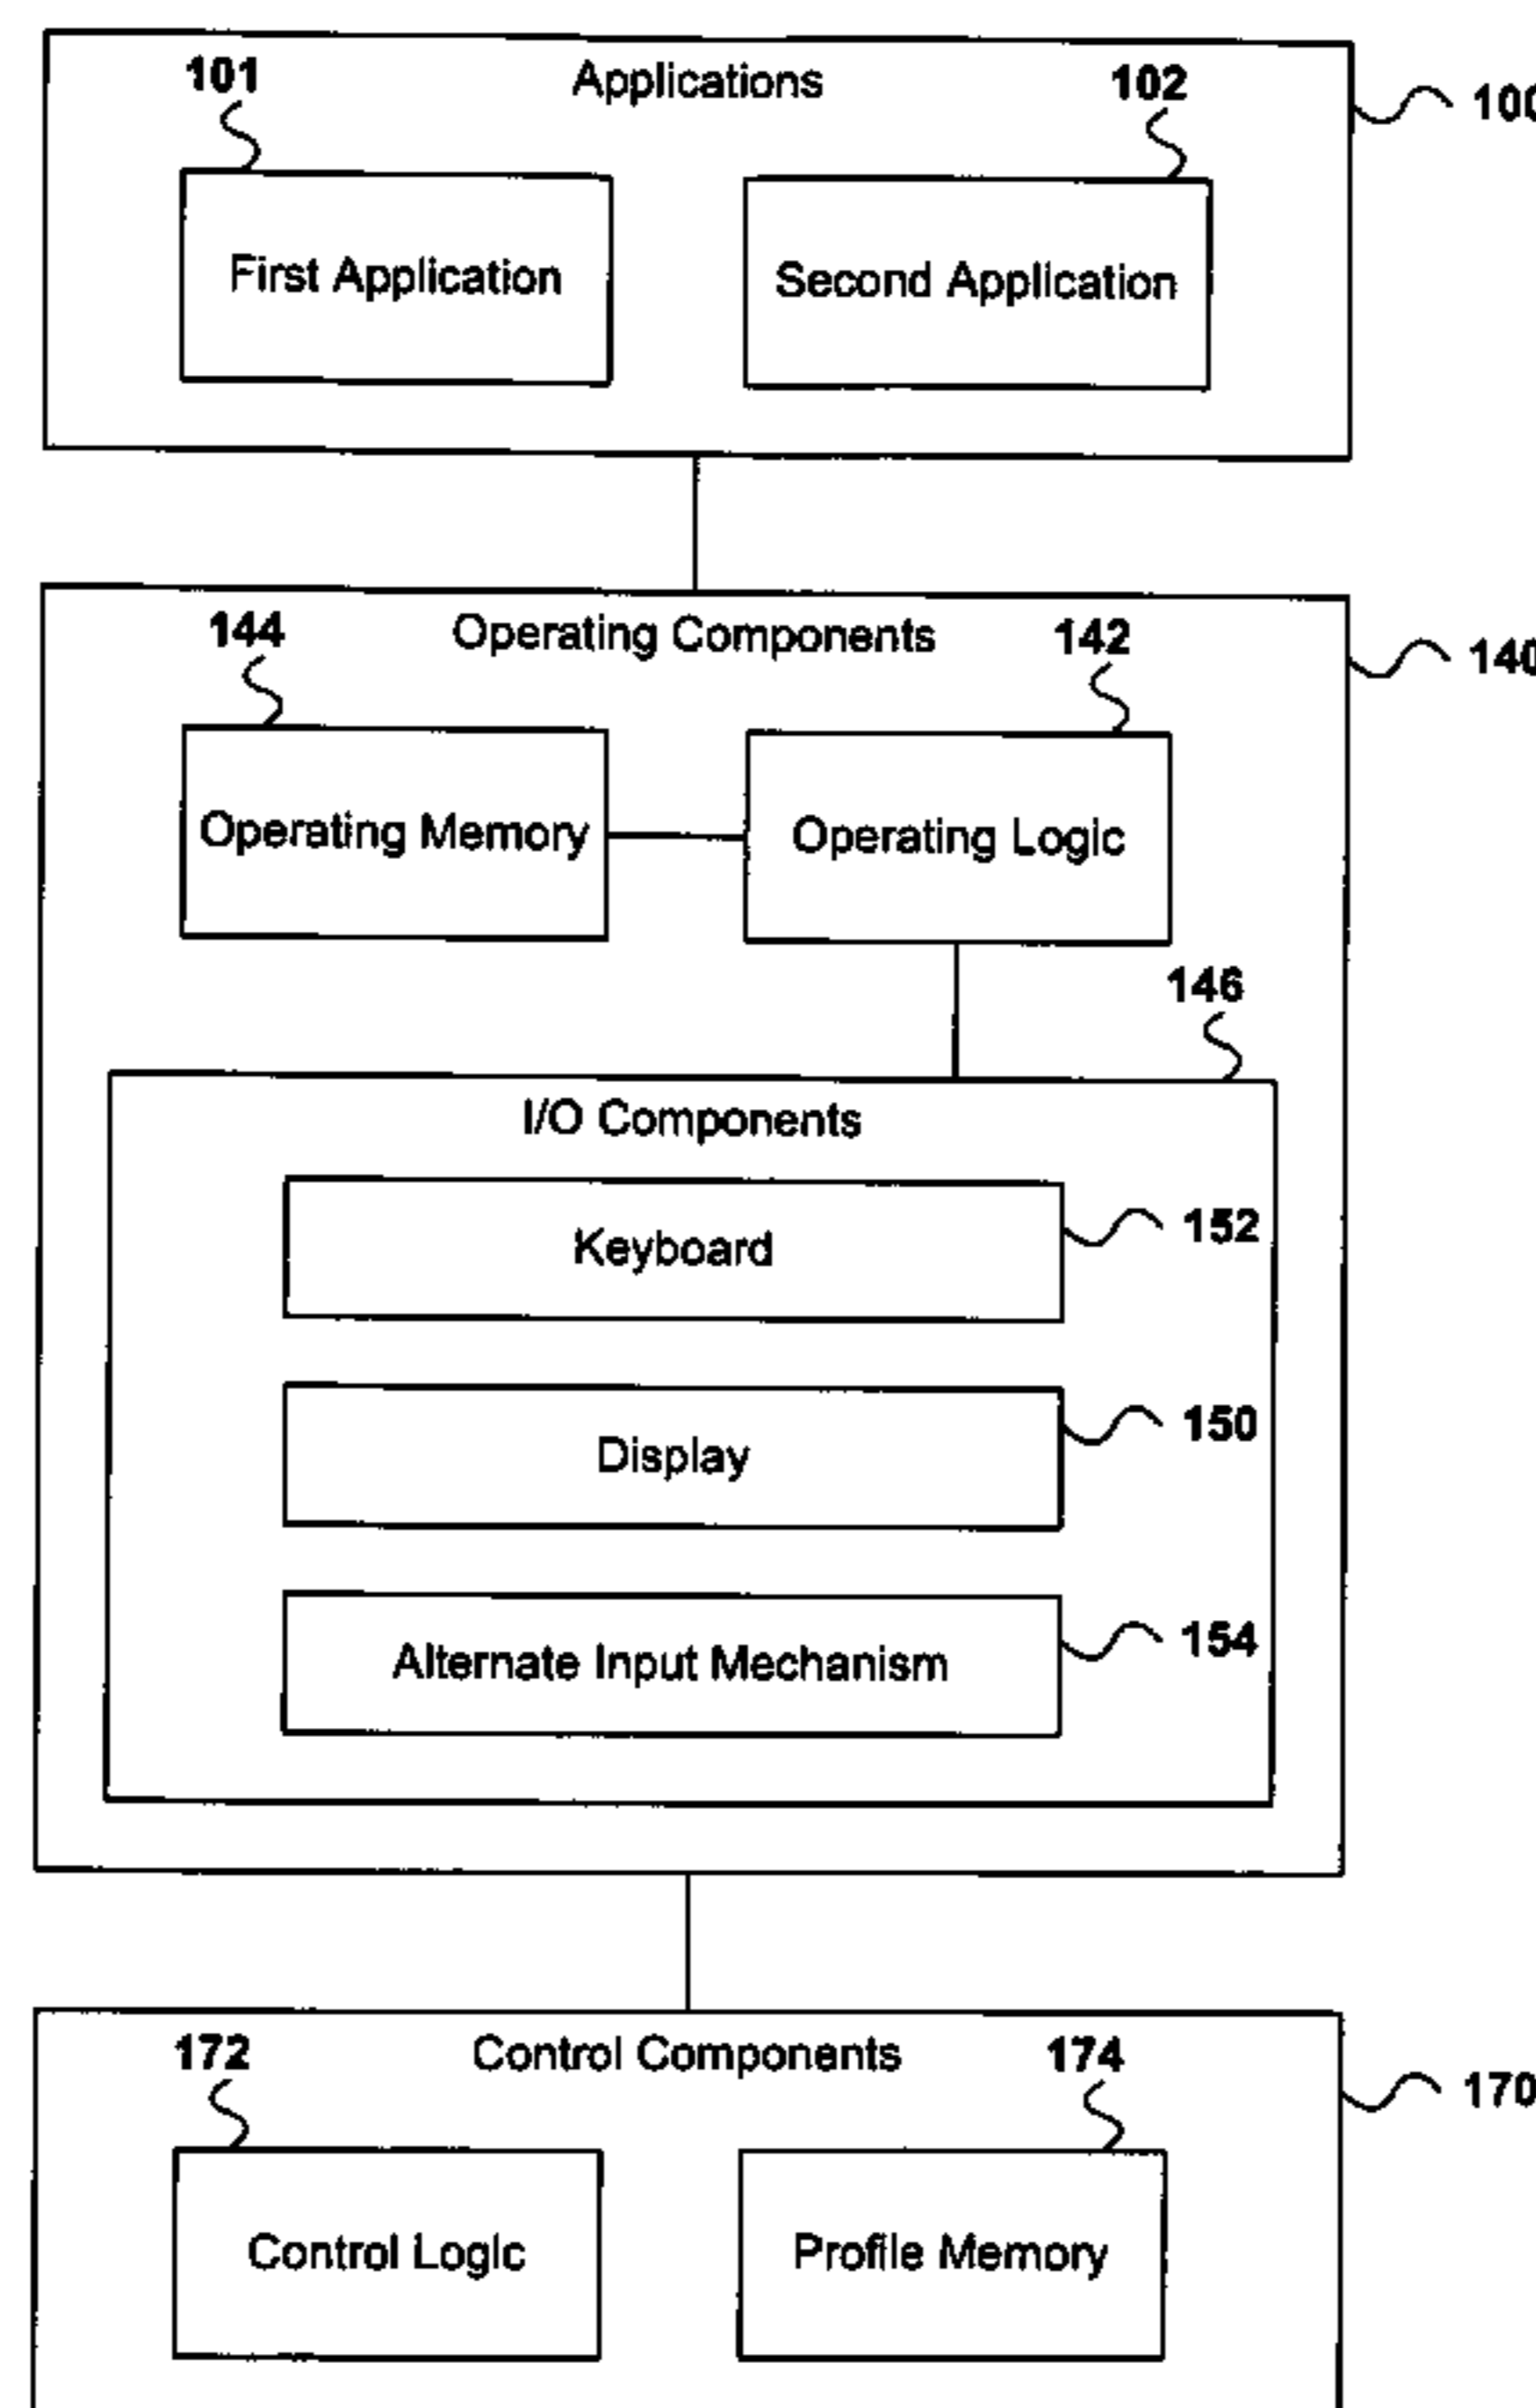 101 Applications 102
100
First Application Second Application
144 Operating Components 142
140
Operating Memory Operating Logic
146
I/O Components
Keyboard 152
Display 150
Alternate Input Mechanism 154
172 Control Components 174
170
Control Logic Profile Memory